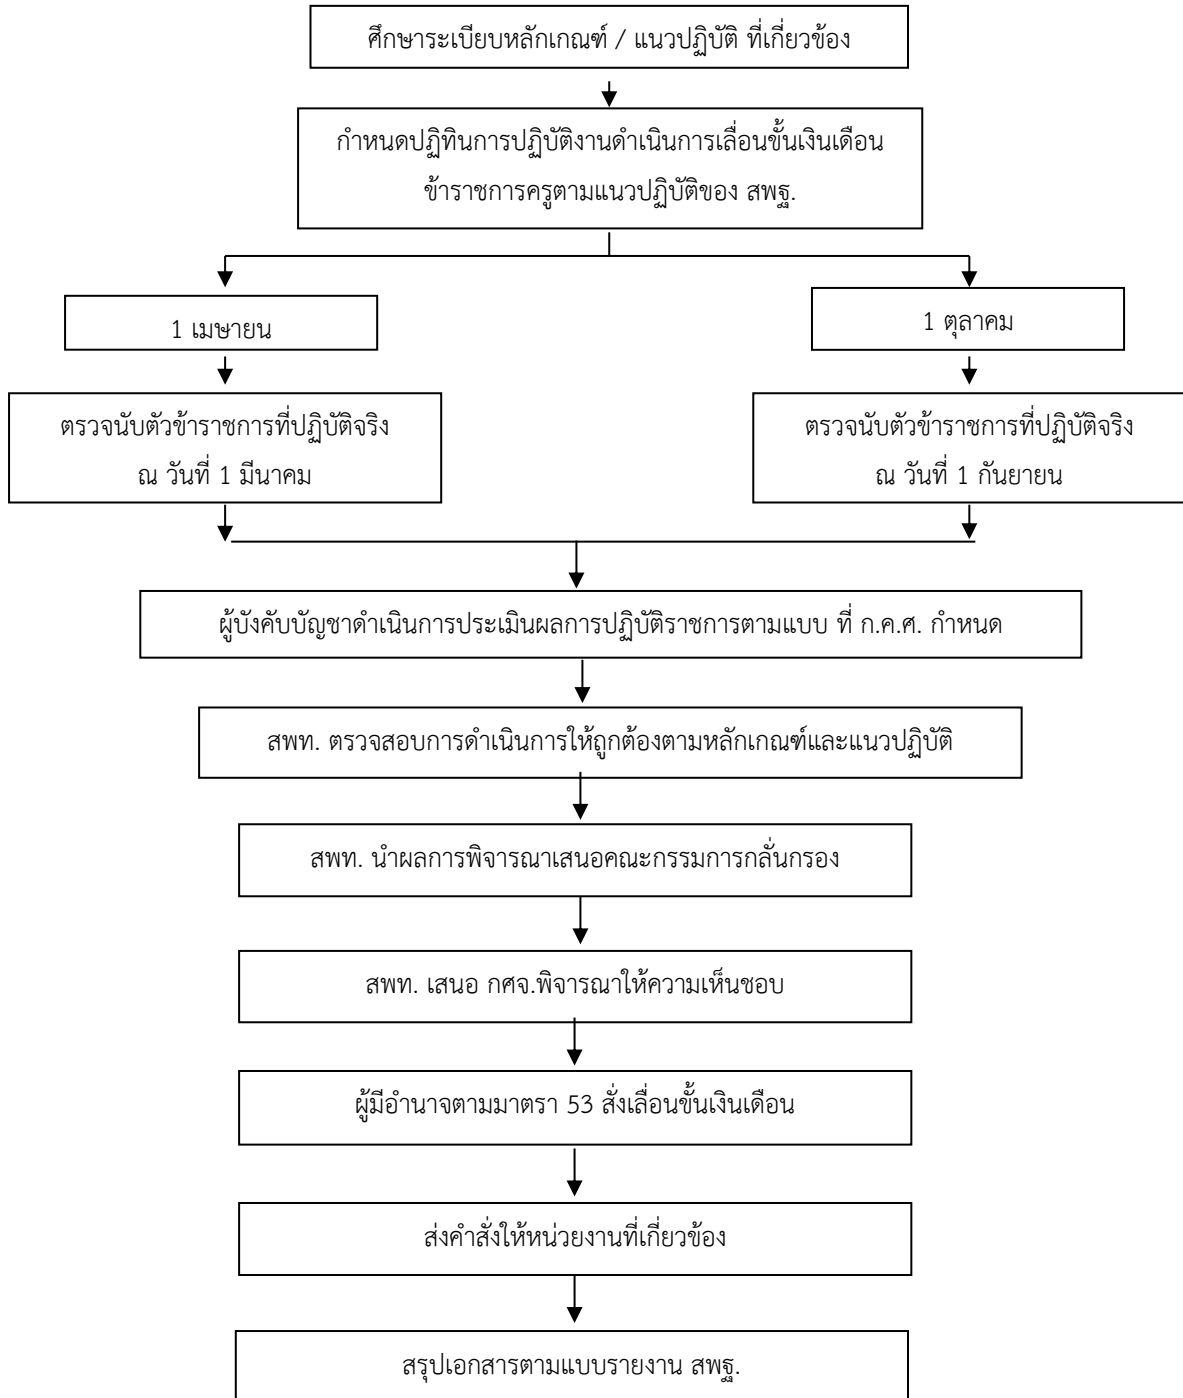 ศึกษาระเบียบหลักเกณฑ์ / แนวปฏิบัติ ที่เกี่ยวข้อง
กำหนดปฏิทินการปฏิบัติงานดำเนินการเลื่อนขั้นเงินเดือน
ข้าราชการครูตามแนวปฏิบัติของ สพฐ.
1 เมษายน
1 ตุลาคม
ตรวจนับตัวข้าราชการที่ปฏิบัติจริง
ณ วันที่ 1 มีนาคม
ตรวจนับตัวข้าราชการที่ปฏิบัติจริง
ณ วันที่ 1 กันยายน
ผู้บังคับบัญชาดำเนินการประเมินผลการปฏิบัติราชการตามแบบ ที่ ก.ค.ศ. กำหนด
สพท. ตรวจสอบการดำเนินการให้ถูกต้องตามหลักเกณฑ์และแนวปฏิบัติ
สพท. นำผลการพิจารณาเสนอคณะกรรมการกลั่นกรอง
สพท. เสนอ กศจ.พิจารณาให้ความเห็นชอบ
ผู้มีอำนาจตามมาตรา 53 สั่งเลื่อนขั้นเงินเดือน
ส่งคำสั่งให้หน่วยงานที่เกี่ยวข้อง
สรุปเอกสารตามแบบรายงาน สพฐ.